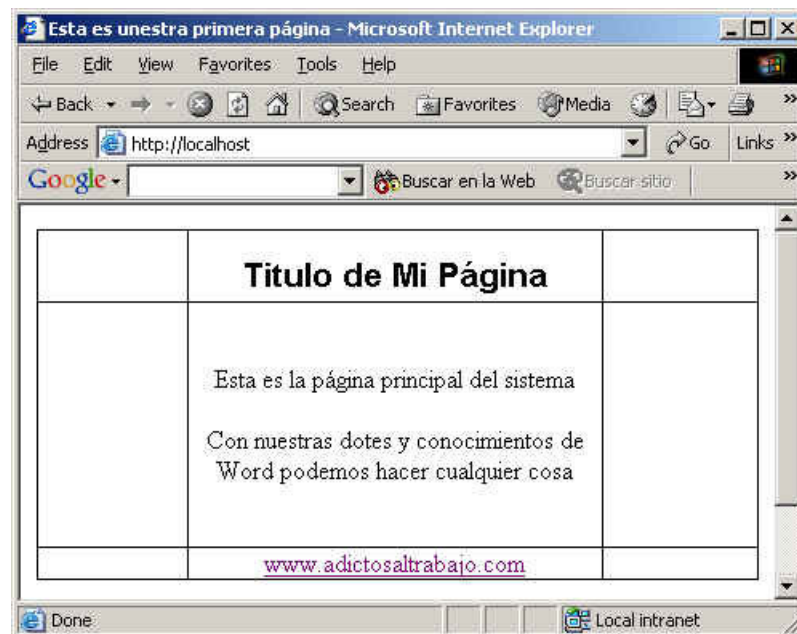 Esta es unestra primera página - Microsoft Internet Explorer
File Edit View Favorites Tools Help
Back Search Favorites Media »
Address http://localhost Go Links »
Google Buscar en la Web Buscar sitio »
Titulo de Mi Página
Esta es la página principal del sistema
Con nuestras dotes y conocimientos de
Word podemos hacer cualquier cosa
www.adictosaltrabajo.com
Done Local intranet